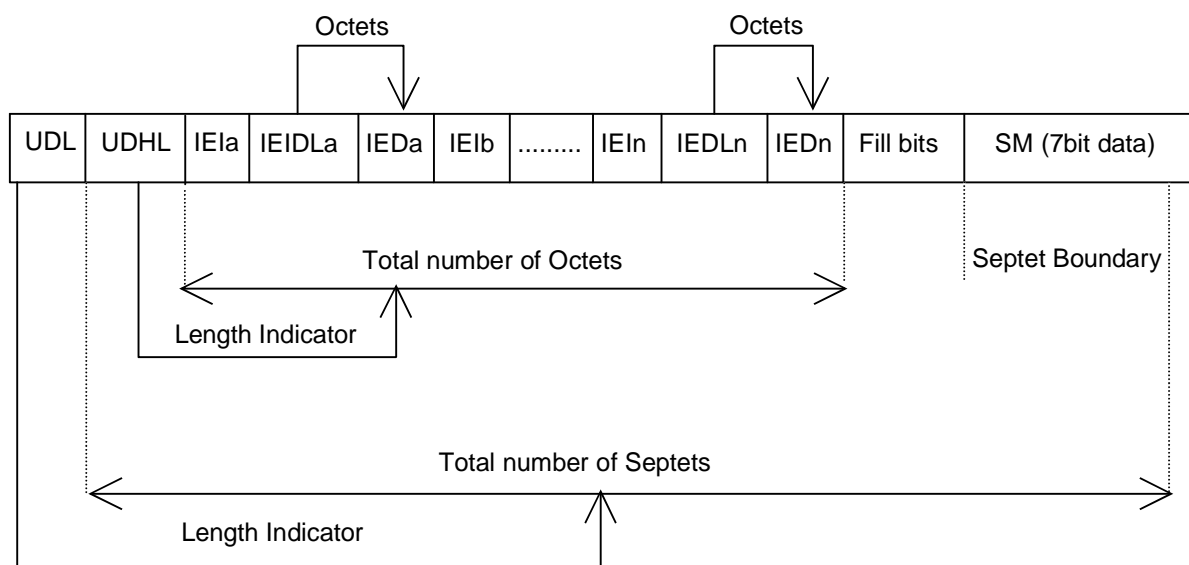 Octets Octets
UDL UDHL IEIa IEIDLa IEDa IEIb ......... IEIn IEDLn IEDn Fill bits SM (7bit data)
Total number of Octets
Septet Boundary
Length Indicator
Total number of Septets
Length Indicator